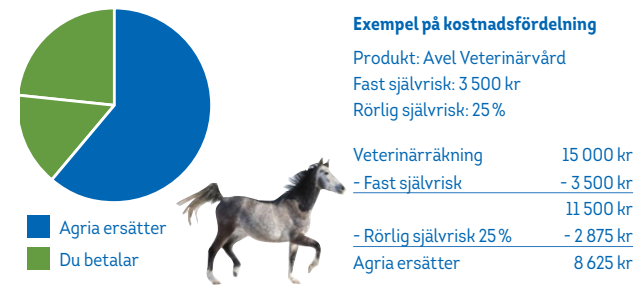 Exempel på kostnadsfördelning
Produkt: Avel Veterinärvård
Fast självrisk: 3 500 kr
Rörlig självrisk: 25 %
Veterinärräkning 15 000 kr
- Fast självrisk - 3 500 kr
11 500 kr
- Rörlig självrisk 25 % - 2 875 kr
Agria ersätter 8 625 kr
Agria ersätter
Du betalar